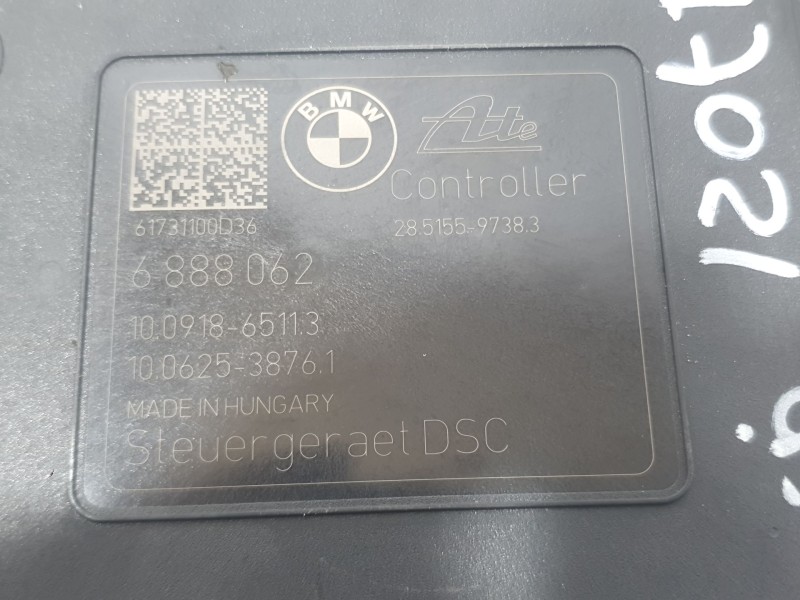 BMW
Ate
Controller
61731100D36
28.5155-9738.3
6 888 062
10.0918-6511.3
10.0625-3876.1
MADE IN HUNGARY
Steuergeraet DSC